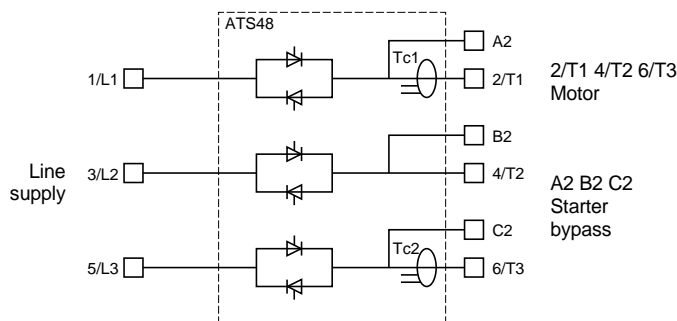 ATS48
A2
Tc1
1/L1
2/T1
2/T1 4/T2 6/T3
Motor
B2
Line
supply
3/L2
4/T2
A2 B2 C2
Starter
bypass
C2
Tc2
5/L3
6/T3